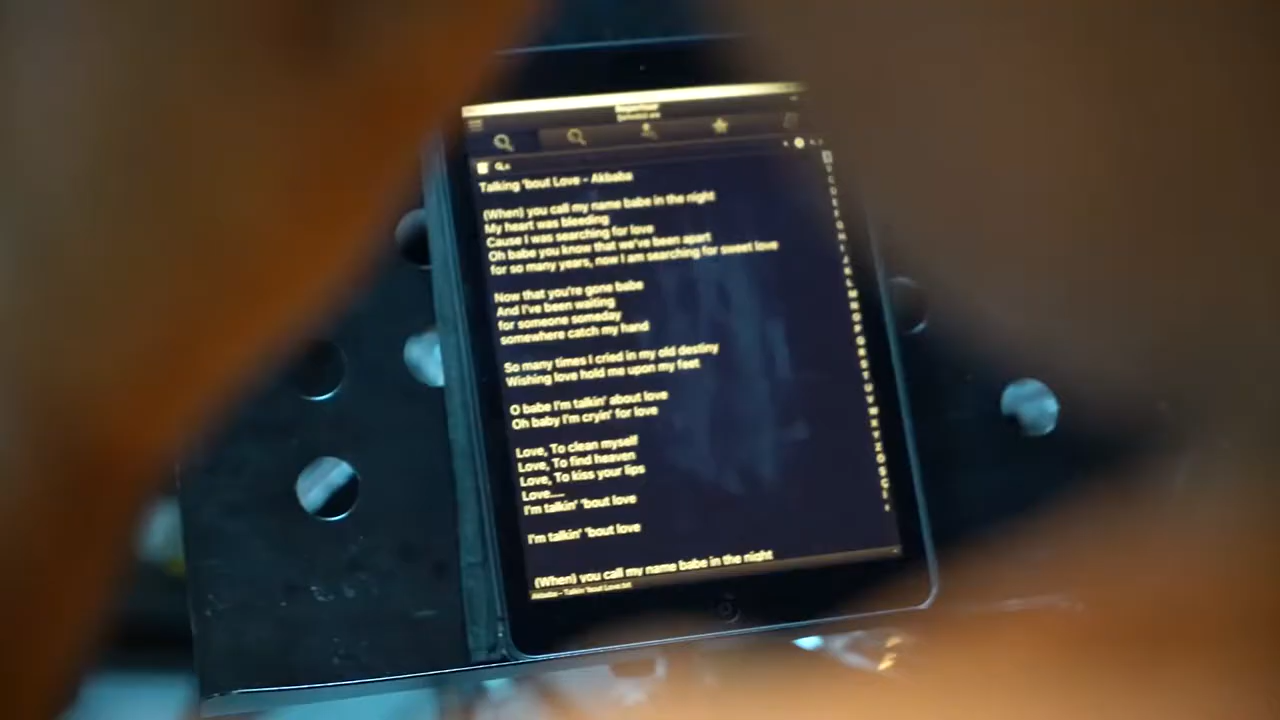 Talking 'bout Love - Akbaba
(When) you call my name babe in the night
My heart was bleeding
Cause I was searching for love
Oh babe you know that we've been apart
for so many years, now I am searching for sweet love
Now that you're gone babe
And I've been waiting
for someone someday
somewhere catch my hand
So many times I cried in my old destiny
Wishing love hold me upon my feet
O babe I'm talkin' about love
Oh baby I'm cryin' for love
Love, To clean myself
Love, To find heaven
Love, To kiss your lips
Love....
I'm talkin' 'bout love
I'm talkin' 'bout love
(When) you call my name babe in the night
Akbaba - Talkin 'bout Love.txt